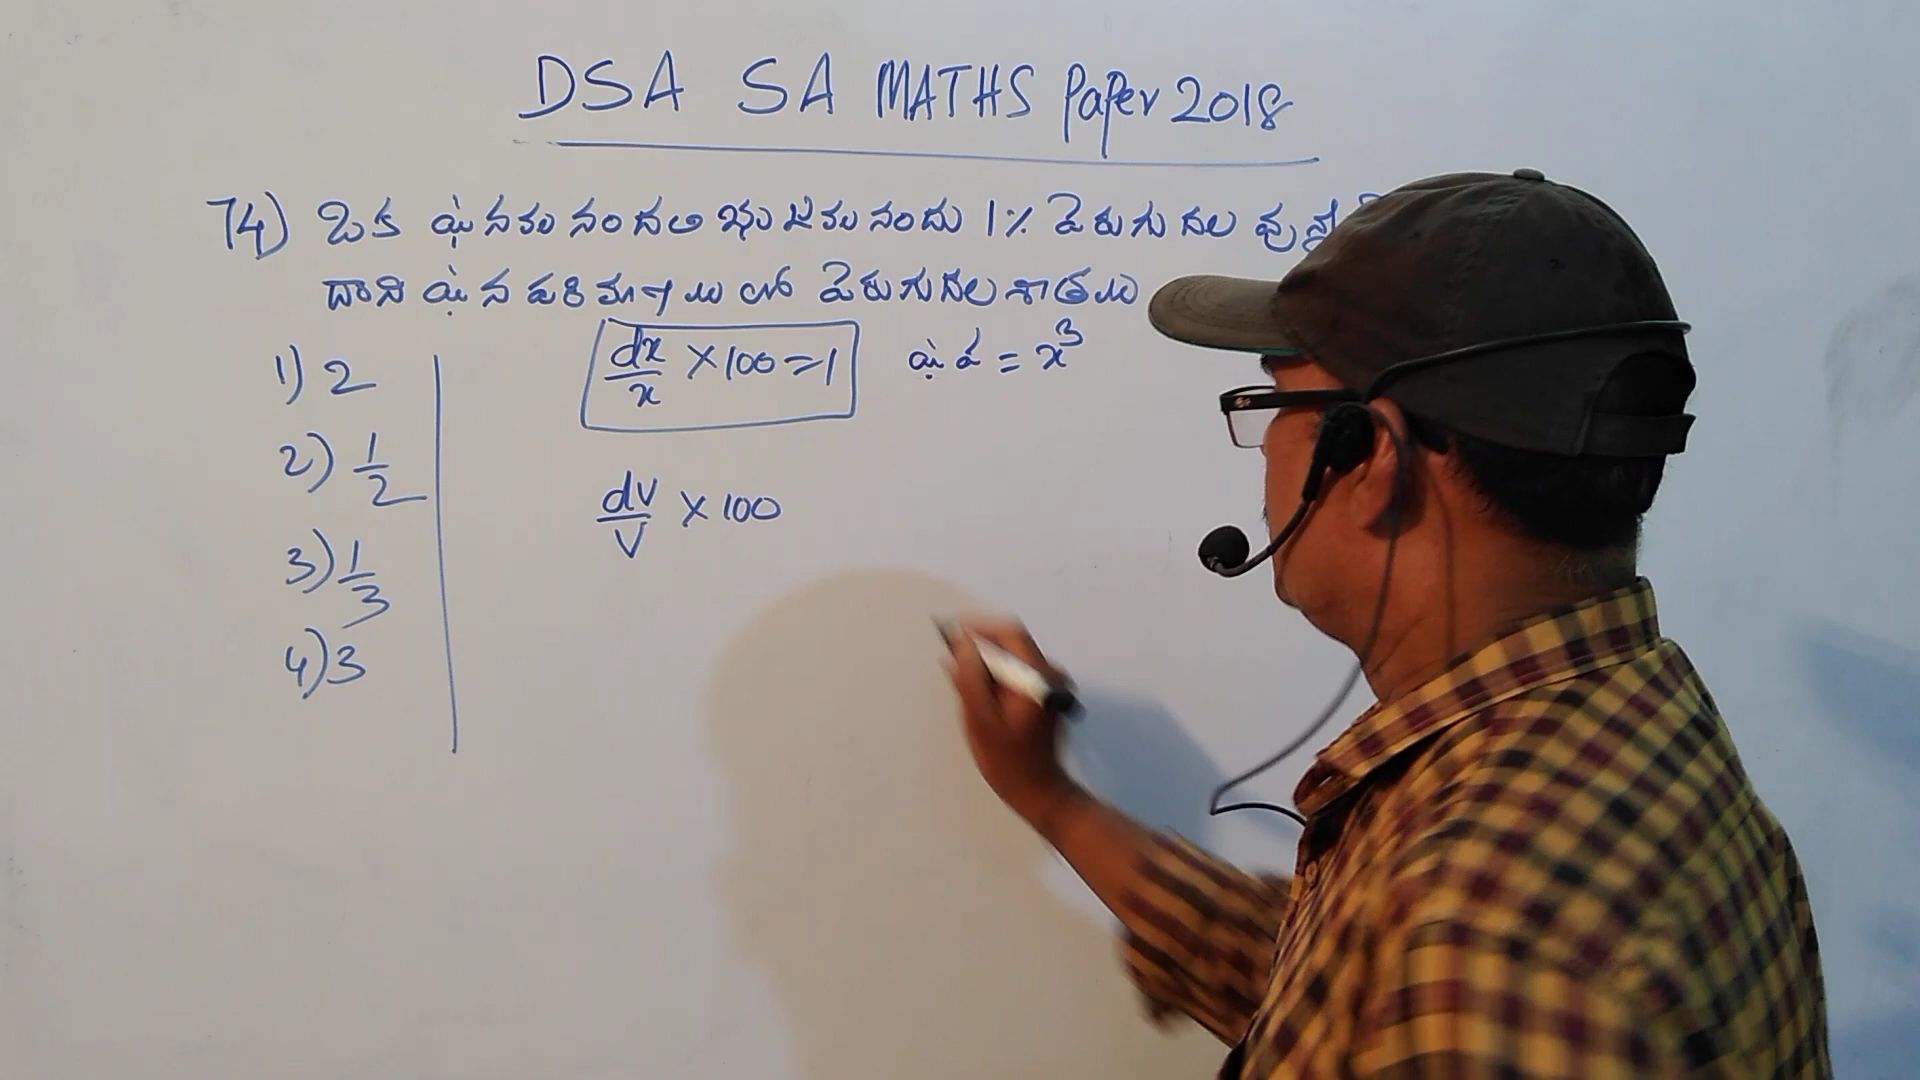 DSA SA MATHS Paper 2018
74) ఒక ఘనము నందలి భుజము నందు 1% పెరుగుదల వున్న
దాని ఘన పరిమాణములో పెరుగుదల శాతము
dx/x × 100 = 1
ఘ ప = x³
1) 2
2) 1/2
3) 1/3
4) 3
dV/V × 100